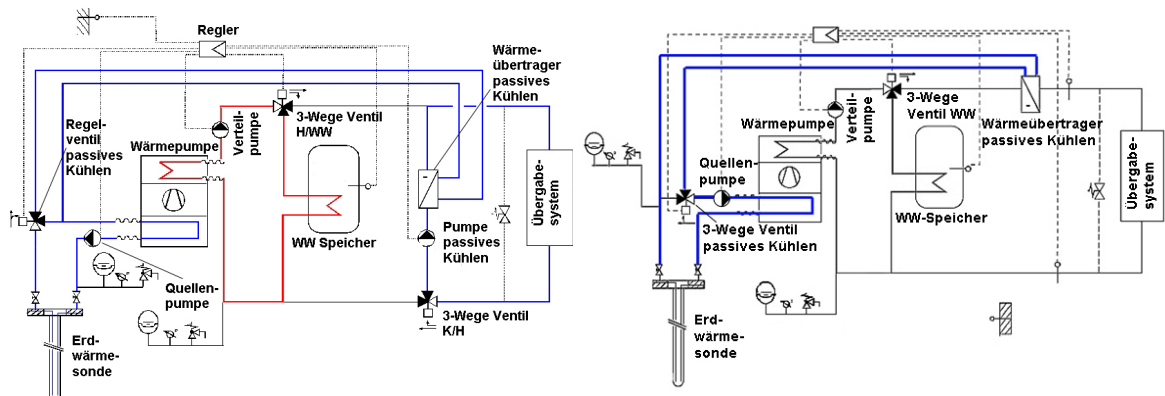 Regler
Wärme-
übertrager
passives
Kühlen
Regel-
ventil
passives
Kühlen
Wärmepumpe
Verteil-
pumpe
3-Wege Ventil
H/WW
WW Speicher
Pumpe
passives
Kühlen
Übergabe-
system
Quellen-
pumpe
3-Wege Ventil
K/H
Erd-
wärme-
sonde
Wärmepumpe
Verteil-
pumpe
3-Wege
Ventil WW
Wärmeübertrager
passives Kühlen
Quellen-
pumpe
3-Wege Ventil
passives Kühlen
WW-Speicher
Übergabe-
system
Erd-
wärme-
sonde